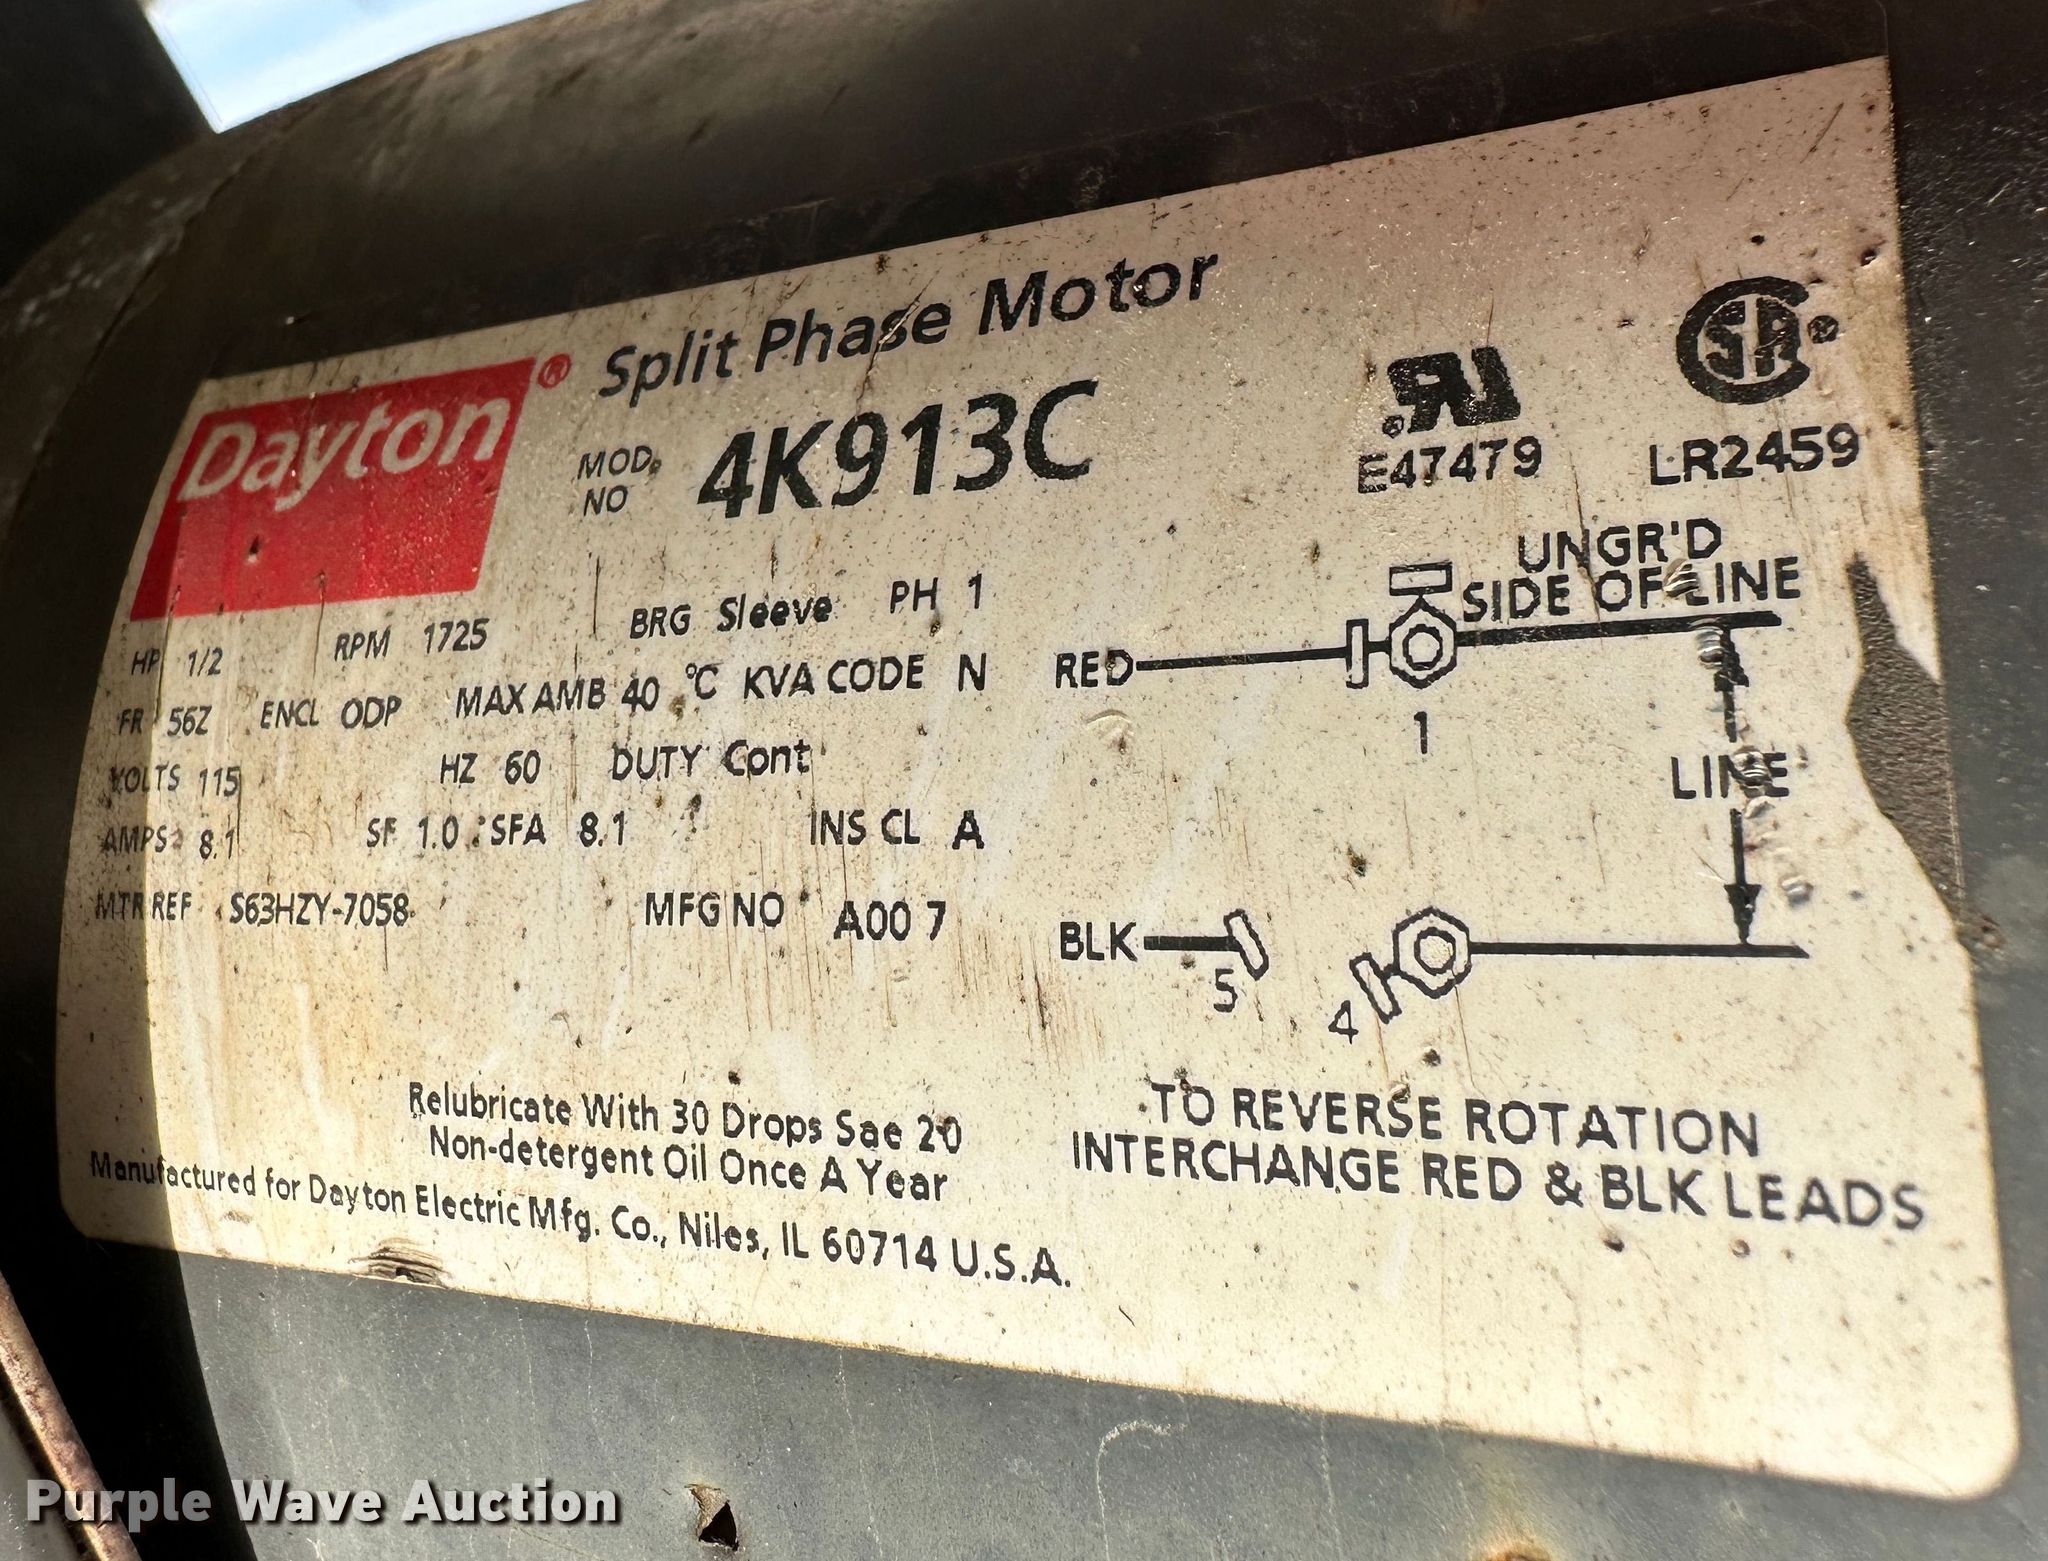 Dayton® Split Phase Motor
MOD. NO 4K913C
E47479 LR2459
HP 1/2 RPM 1725 BRG Sleeve PH 1
FR 56Z ENCL ODP MAX AMB 40 °C KVA CODE N
VOLTS 115 HZ 60 DUTY Cont
AMPS 8.1 SF 1.0 SFA 8.1 INS CL A
MTR REF S63HZY-7058 MFG NO A00 7
UNGR'D
SIDE OF LINE
RED
1
LINE
BLK
5
4
Relubricate With 30 Drops Sae 20
Non-detergent Oil Once A Year
Manufactured for Dayton Electric Mfg. Co., Niles, IL 60714 U.S.A.
TO REVERSE ROTATION
INTERCHANGE RED & BLK LEADS
Purple Wave Auction